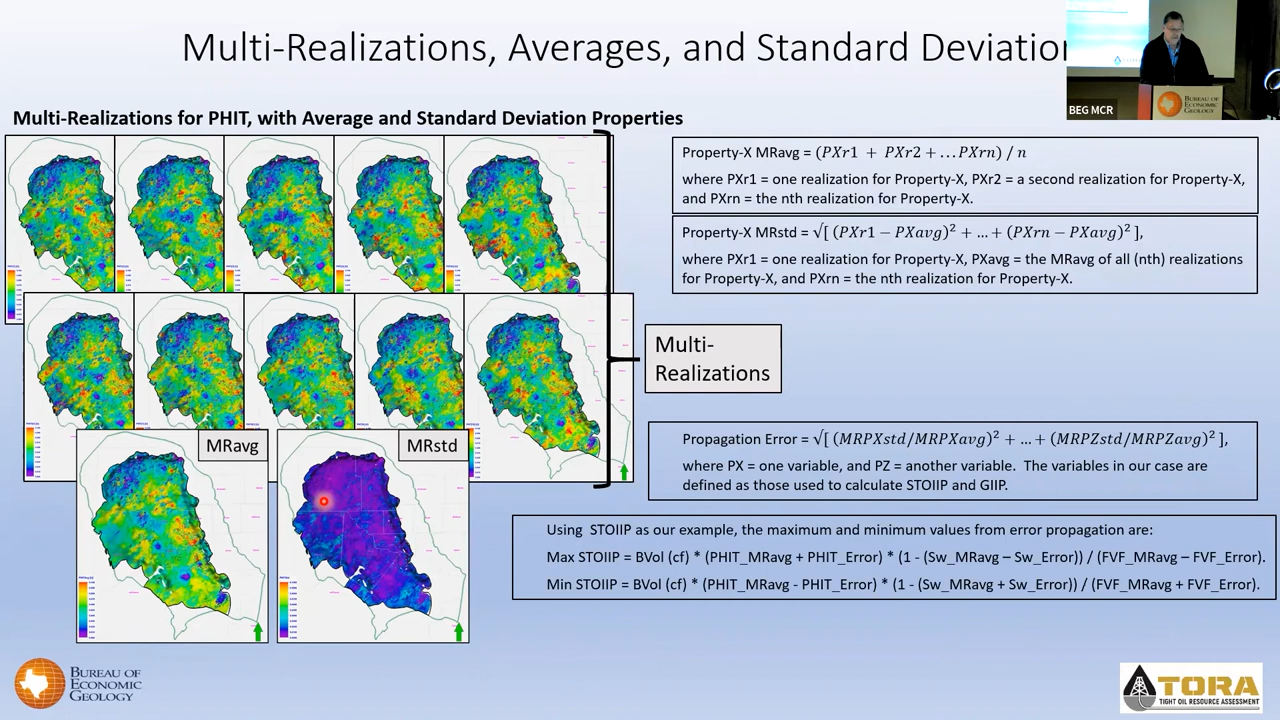 Multi-Realizations, Averages, and Standard Deviation
BEG MCR
BUREAU OF
ECONOMIC
GEOLOGY
Multi-Realizations for PHIT, with Average and Standard Deviation Properties
Property-X MRavg = (PXr1 + PXr2 + …PXrn) / n
where PXr1 = one realization for Property-X, PXr2 = a second realization for Property-X,
and PXrn = the nth realization for Property-X.
Property-X MRstd = √[ (PXr1 − PXavg)² + … + (PXrn − PXavg)² ],
where PXr1 = one realization for Property-X, PXavg = the MRavg of all (nth) realizations
for Property-X, and PXrn = the nth realization for Property-X.
Multi-
Realizations
MRavg
MRstd
Propagation Error = √[ (MRPXstd/MRPXavg)² + … + (MRPZstd/MRPZavg)² ],
where PX = one variable, and PZ = another variable. The variables in our case are
defined as those used to calculate STOIIP and GIIP.
Using STOIIP as our example, the maximum and minimum values from error propagation are:
Max STOIIP = BVol (cf) * (PHIT_MRavg + PHIT_Error) * (1 - (Sw_MRavg – Sw_Error)) / (FVF_MRavg – FVF_Error).
Min STOIIP = BVol (cf) * (PHIT_MRavg - PHIT_Error) * (1 - (Sw_MRavg + Sw_Error)) / (FVF_MRavg + FVF_Error).
BUREAU OF
ECONOMIC
GEOLOGY
TORA
TIGHT OIL RESOURCE ASSESSMENT